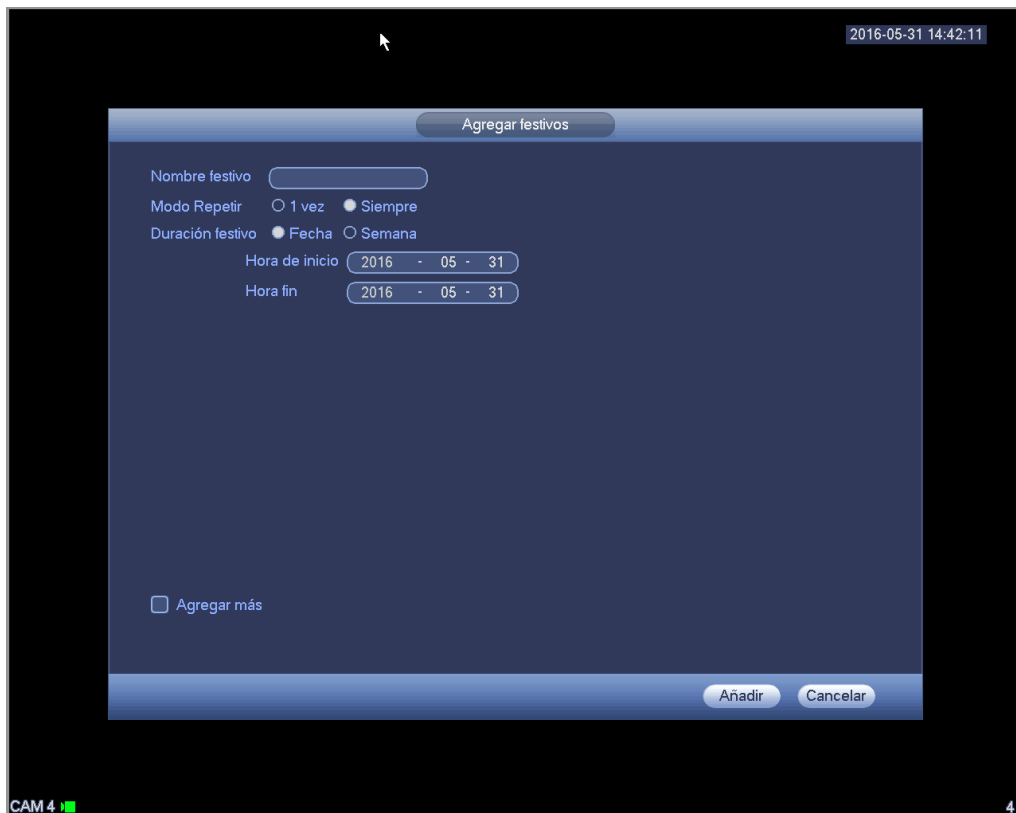 2016-05-31 14:42:11
Agregar festivos
Nombre festivo
Modo Repetir 1 vez Siempre
Duración festivo Fecha Semana
Hora de inicio 2016 - 05 - 31
Hora fin 2016 - 05 - 31
Agregar más
Añadir Cancelar
CAM 4 4